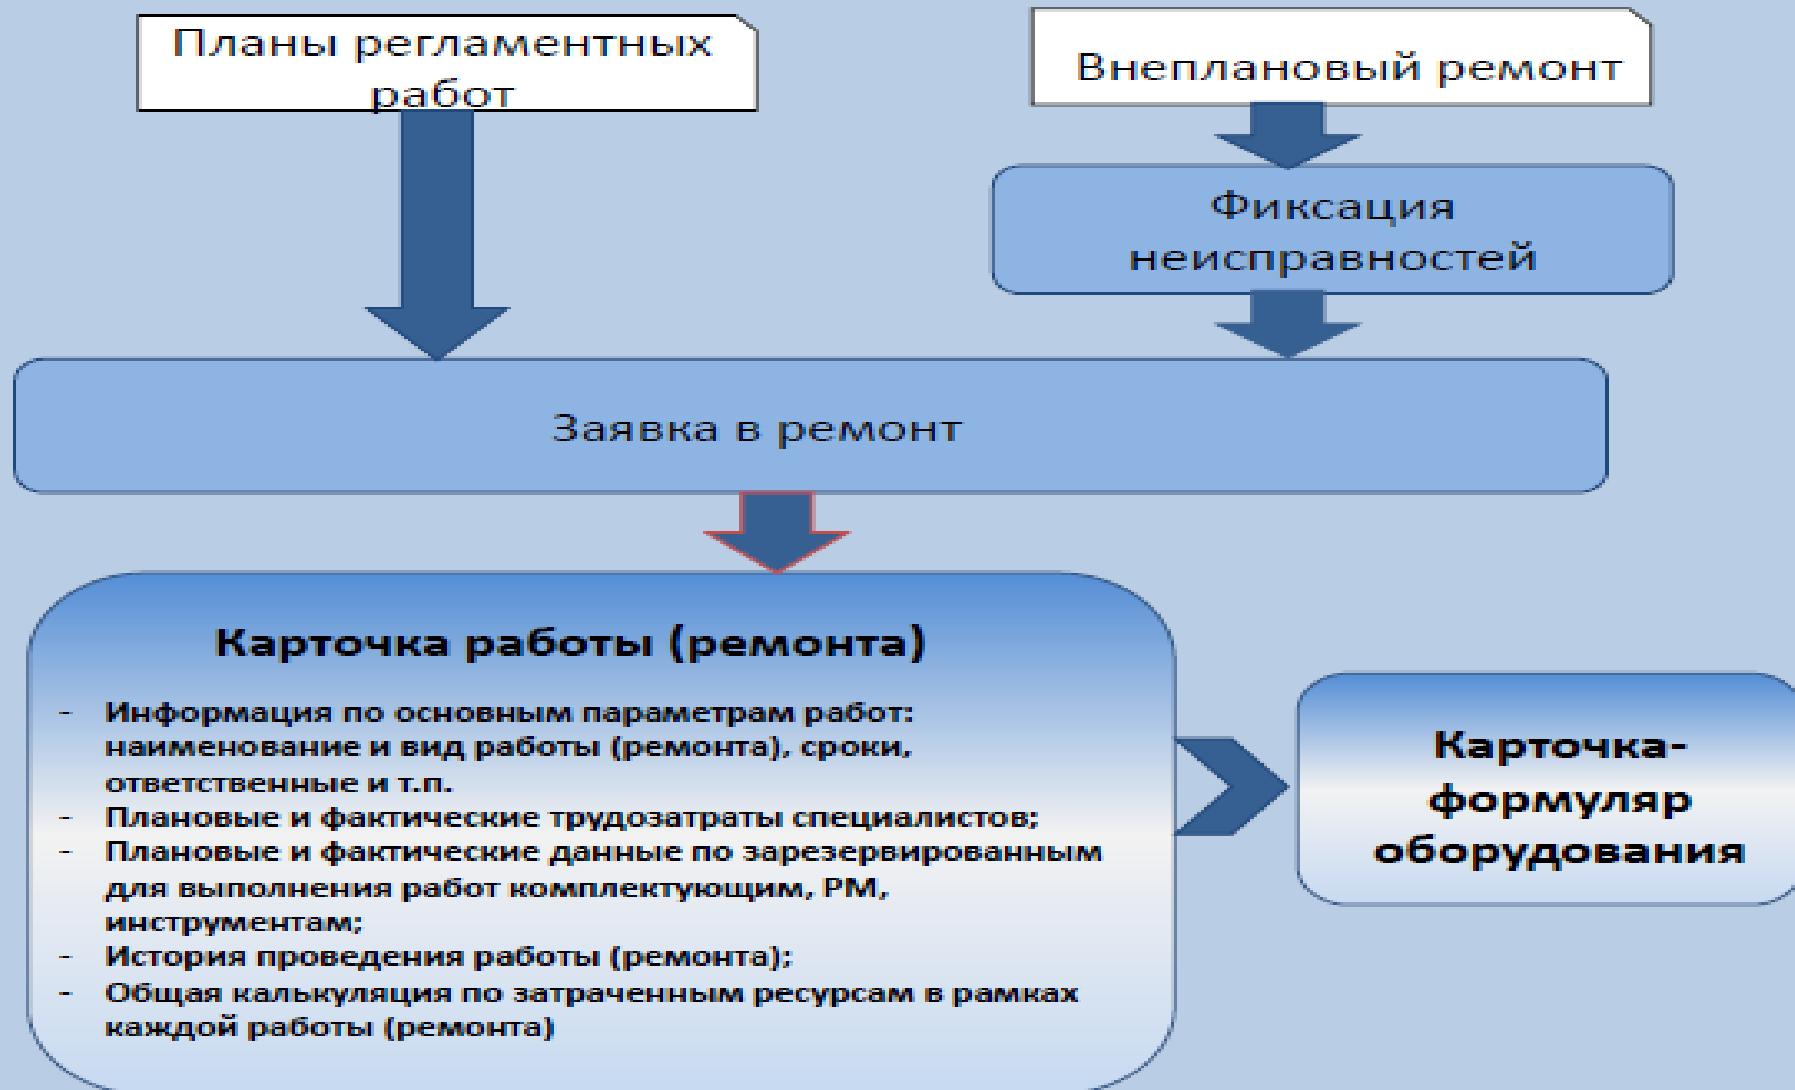 Планы регламентных
работ
Внеплановый ремонт
Фиксация
неисправностей
Заявка в ремонт
Карточка работы (ремонта)
- Информация по основным параметрам работ:
наименование и вид работы (ремонта), сроки,
ответственные и т.п.
- Плановые и фактические трудозатраты специалистов;
- Плановые и фактические данные по зарезервированным
для выполнения работ комплектующим, РМ,
инструментам;
- История проведения работы (ремонта);
- Общая калькуляция по затраченным ресурсам в рамках
каждой работы (ремонта)
Карточка-
формуляр
оборудования